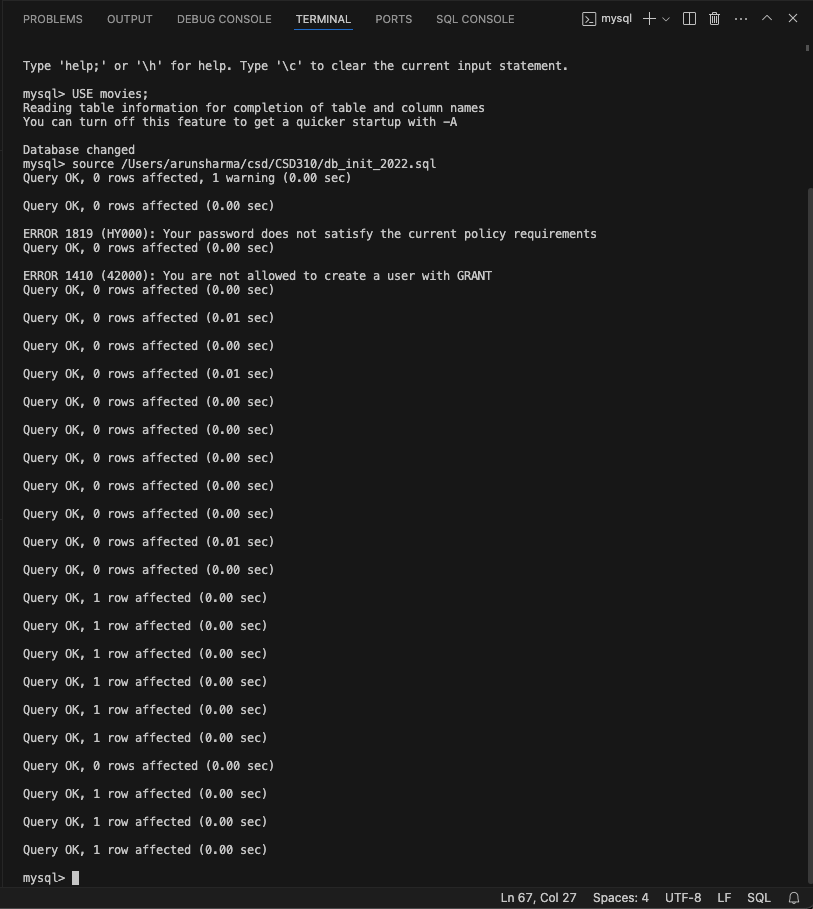 PROBLEMS OUTPUT DEBUG CONSOLE TERMINAL PORTS SQL CONSOLE mysql
Type 'help;' or '\h' for help. Type '\c' to clear the current input statement.
mysql> USE movies;
Reading table information for completion of table and column names
You can turn off this feature to get a quicker startup with -A
Database changed
mysql> source /Users/arunsharma/csd/CSD310/db_init_2022.sql
Query OK, 0 rows affected, 1 warning (0.00 sec)
Query OK, 0 rows affected (0.00 sec)
ERROR 1819 (HY000): Your password does not satisfy the current policy requirements
Query OK, 0 rows affected (0.00 sec)
ERROR 1410 (42000): You are not allowed to create a user with GRANT
Query OK, 0 rows affected (0.00 sec)
Query OK, 0 rows affected (0.01 sec)
Query OK, 0 rows affected (0.00 sec)
Query OK, 0 rows affected (0.01 sec)
Query OK, 0 rows affected (0.00 sec)
Query OK, 0 rows affected (0.00 sec)
Query OK, 0 rows affected (0.00 sec)
Query OK, 0 rows affected (0.00 sec)
Query OK, 0 rows affected (0.00 sec)
Query OK, 0 rows affected (0.01 sec)
Query OK, 0 rows affected (0.00 sec)
Query OK, 1 row affected (0.00 sec)
Query OK, 1 row affected (0.00 sec)
Query OK, 1 row affected (0.00 sec)
Query OK, 1 row affected (0.00 sec)
Query OK, 1 row affected (0.00 sec)
Query OK, 1 row affected (0.00 sec)
Query OK, 0 rows affected (0.00 sec)
Query OK, 1 row affected (0.00 sec)
Query OK, 1 row affected (0.00 sec)
Query OK, 1 row affected (0.00 sec)
mysql>
Ln 67, Col 27 Spaces: 4 UTF-8 LF SQL